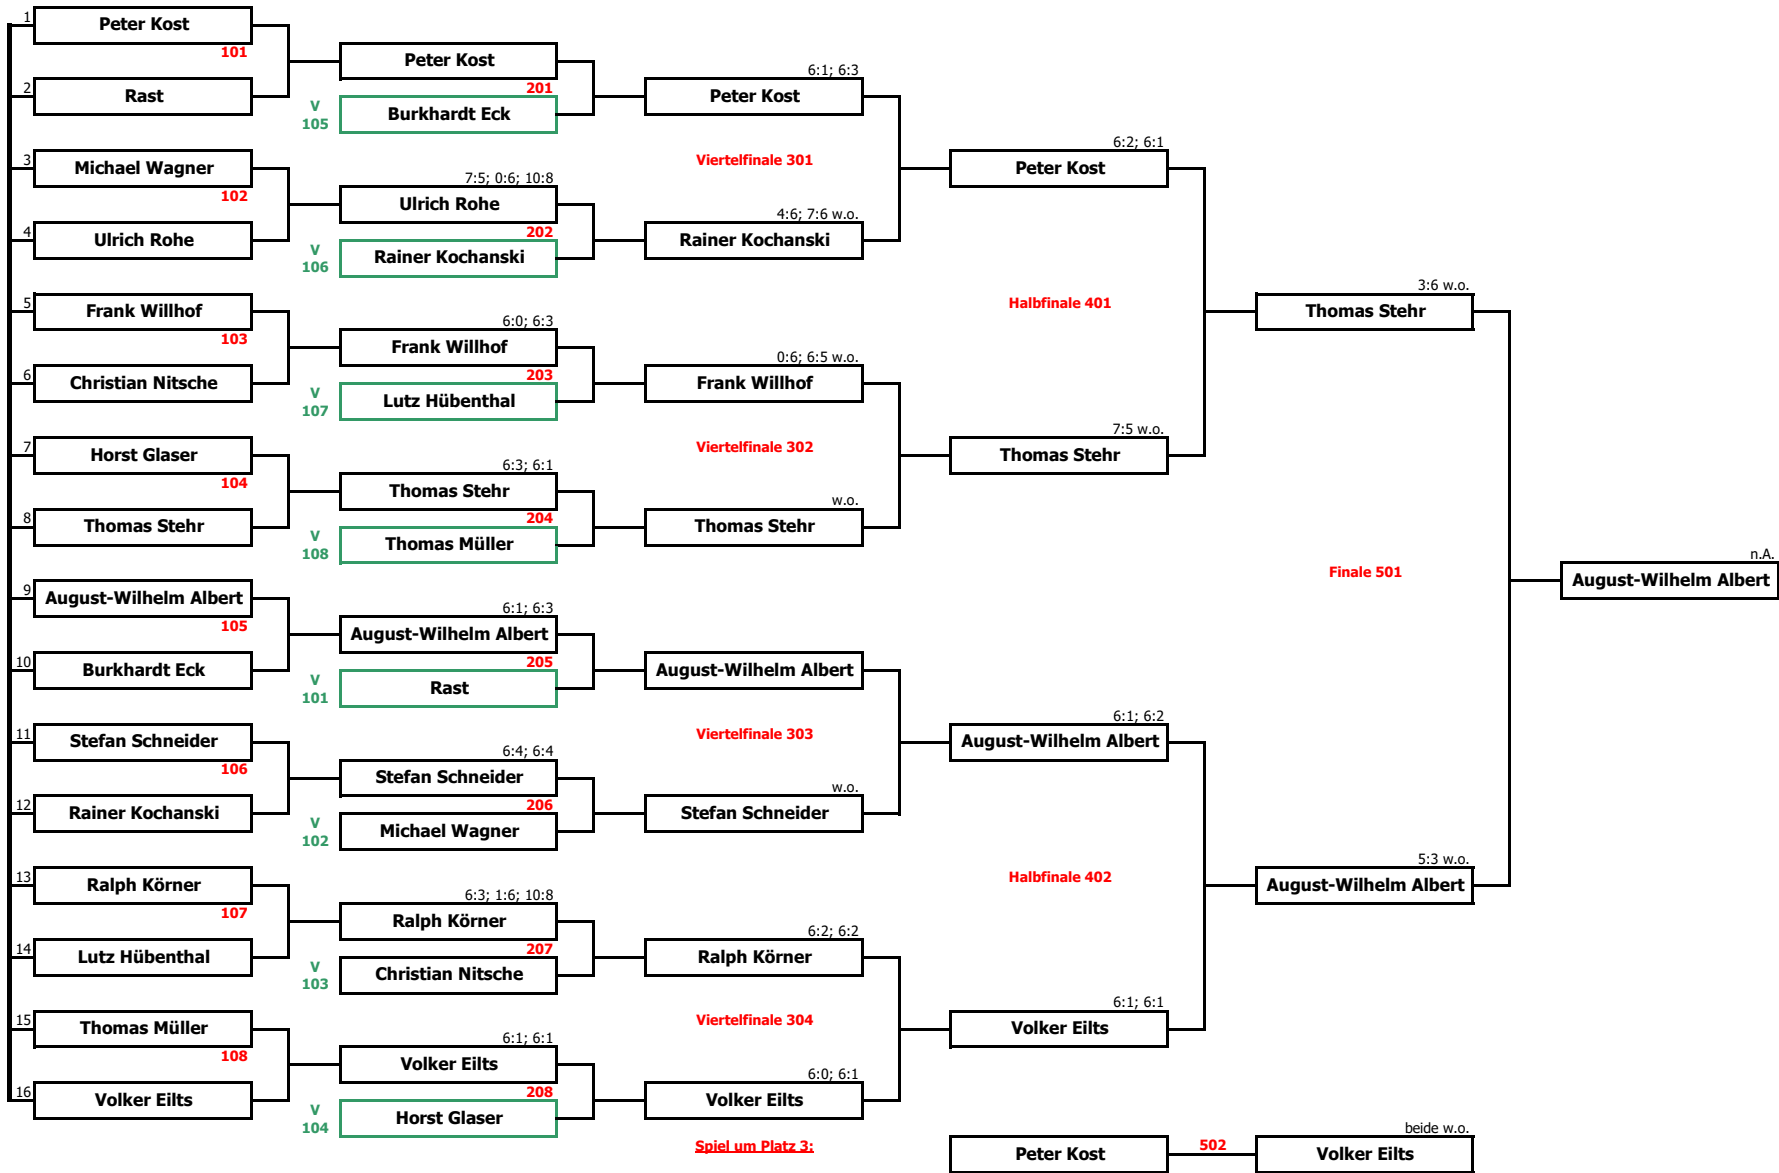 1
Peter Kost
101
2
Rast
3
Michael Wagner
102
4
Ulrich Rohe
5
Frank Willhof
103
6
Christian Nitsche
7
Horst Glaser
104
8
Thomas Stehr
9
August-Wilhelm Albert
105
10
Burkhardt Eck
11
Stefan Schneider
106
12
Rainer Kochanski
13
Ralph Körner
107
14
Lutz Hübenthal
15
Thomas Müller
108
16
Volker Eilts
Peter Kost
201
V
105
Burkhardt Eck
7:5; 0:6; 10:8
Ulrich Rohe
202
V
106
Rainer Kochanski
6:0; 6:3
Frank Willhof
203
V
107
Lutz Hübenthal
6:3; 6:1
Thomas Stehr
204
V
108
Thomas Müller
6:1; 6:3
August-Wilhelm Albert
205
V
101
Rast
6:4; 6:4
Stefan Schneider
206
V
102
Michael Wagner
6:3; 1:6; 10:8
Ralph Körner
207
V
103
Christian Nitsche
6:1; 6:1
Volker Eilts
208
V
104
Horst Glaser
6:1; 6:3
Peter Kost
Viertelfinale 301
4:6; 7:6 w.o.
Rainer Kochanski
0:6; 6:5 w.o.
Frank Willhof
Viertelfinale 302
w.o.
Thomas Stehr
August-Wilhelm Albert
Viertelfinale 303
w.o.
Stefan Schneider
6:2; 6:2
Ralph Körner
Viertelfinale 304
6:0; 6:1
Volker Eilts
6:2; 6:1
Peter Kost
Halbfinale 401
7:5 w.o.
Thomas Stehr
6:1; 6:2
August-Wilhelm Albert
Halbfinale 402
6:1; 6:1
Volker Eilts
3:6 w.o.
Thomas Stehr
Finale 501
5:3 w.o.
August-Wilhelm Albert
n.A.
August-Wilhelm Albert
Spiel um Platz 3:
Peter Kost
502
beide w.o.
Volker Eilts